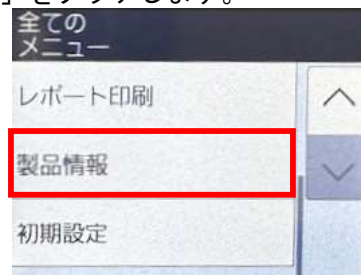 」をタップします。
全ての
メニュー
レポート印刷
製品情報
初期設定